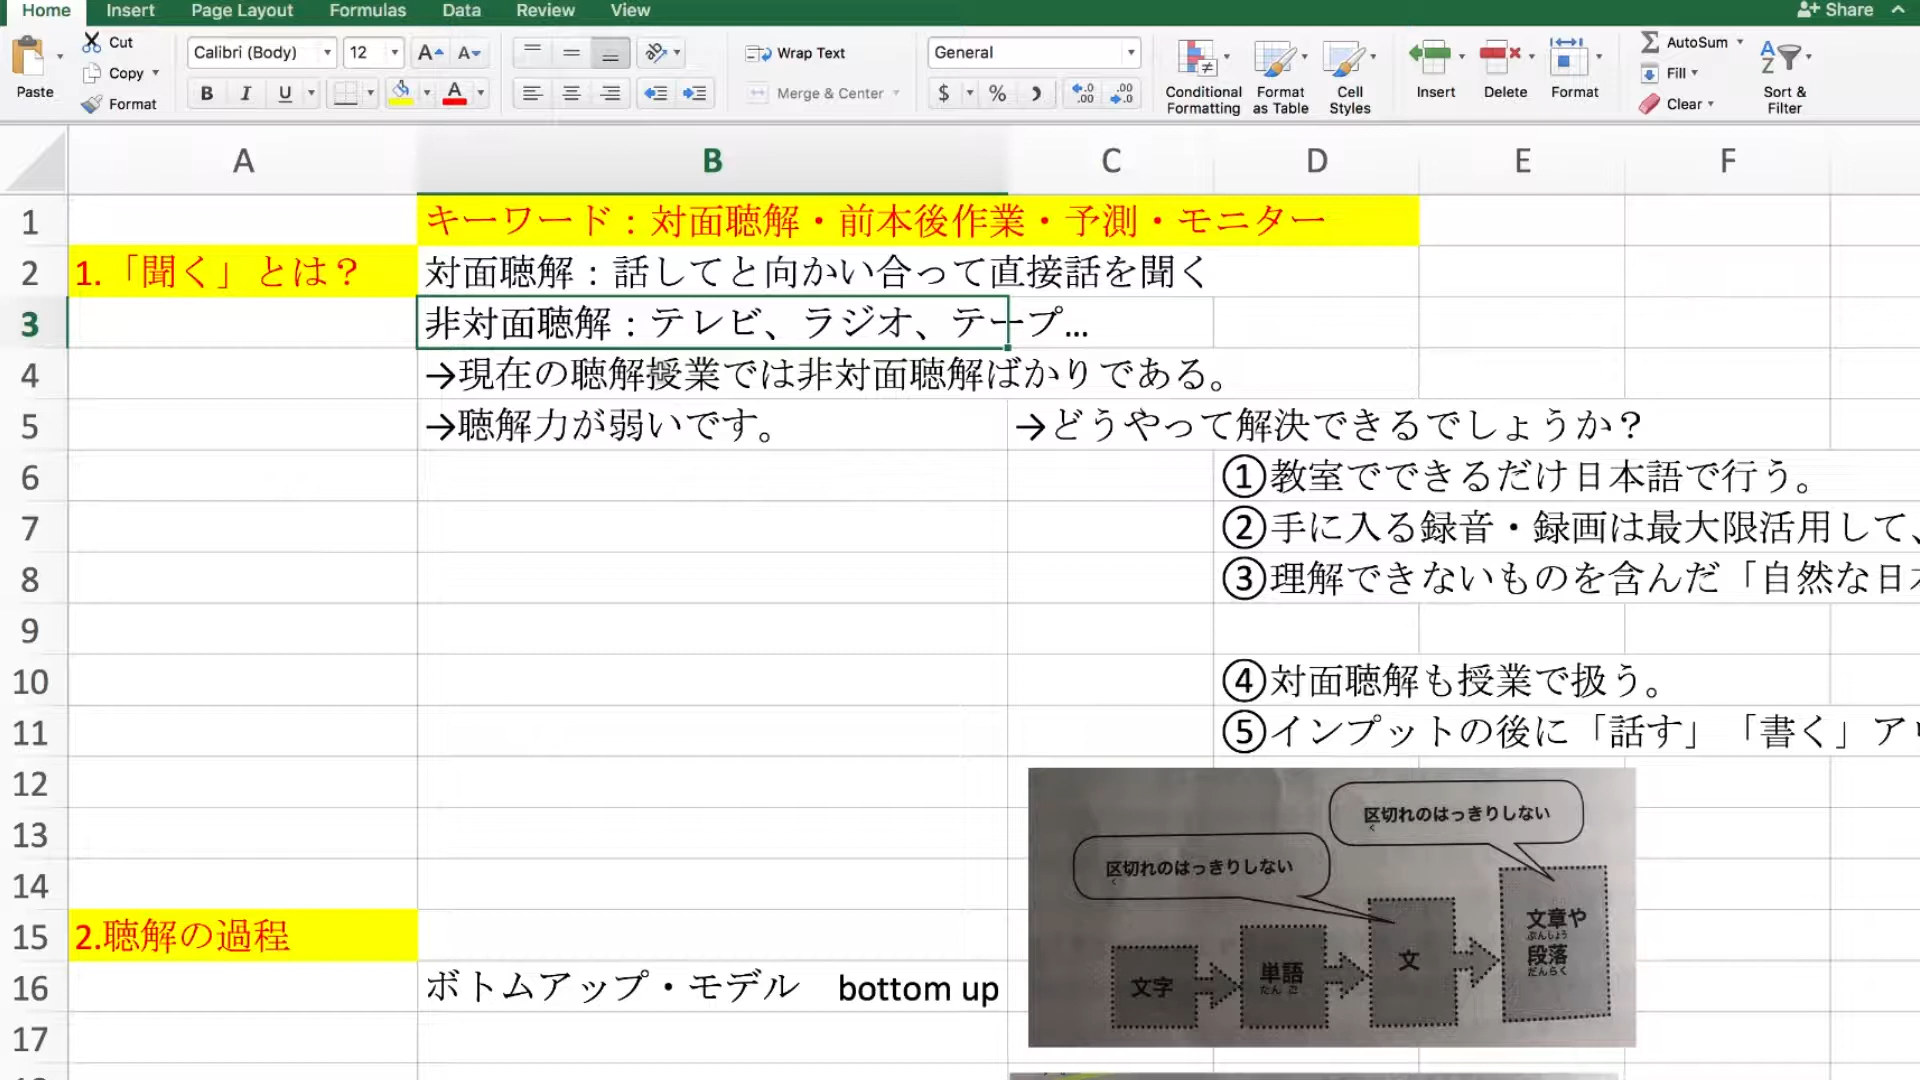 Home Insert Page Layout Formulas Data Review View Share
Paste
Cut
Copy
Format
Calibri (Body) 12
Wrap Text
Merge & Center
General
Conditional Formatting
Format as Table
Cell Styles
Insert
Delete
Format
AutoSum
Fill
Clear
Sort & Filter
A B C D E F
1 キーワード：対面聴解・前本後作業・予測・モニター
2 1.「聞く」とは？ 対面聴解：話してと向かい合って直接話を聞く
3 非対面聴解：テレビ、ラジオ、テープ...
4 →現在の聴解授業では非対面聴解ばかりである。
5 →聴解力が弱いです。 →どうやって解決できるでしょうか？
6 ①教室でできるだけ日本語で行う。
7 ②手に入る録音・録画は最大限活用して、
8 ③理解できないものを含んだ「自然な日
9
10 ④対面聴解も授業で扱う。
11 ⑤インプットの後に「話す」「書く」ア
12
区切れのはっきりしない
13
区切れのはっきりしない
14
15 2.聴解の過程
文字
単語
たんご
文
文章や
ぶんしょう
段落
だんらく
16 ボトムアップ・モデル bottom up
17